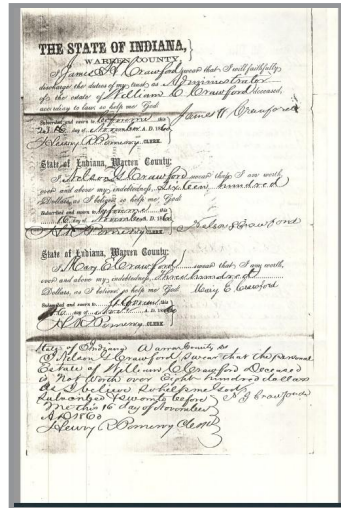 THE STATE OF INDIANA,
WARREN COUNTY,
I James W Crawford swear that I will faithfully
discharge the duties of my trust as Administrator
of the estate of William C Crawford deceased,
according to law: so help me God.
James W Crawford
Subscribed and sworn to before me this
16 day of November A. D. 1860
Henry R Pomeroy CLERK.
State of Indiana, Warren County:
I Nelson G Crawford swear that I am worth
over and above my indebtedness, sixteen hundred
Dollars, as I believe so help me God.
Subscribed and sworn to before me this
16 day of November A. D. 1860
H R Pomeroy CLERK. Nelson G Crawford
State of Indiana, Warren County:
I Mary E Crawford swear that I am worth,
over and above my indebtedness, Three hundred
Dollars, as I believe so help me God.
Mary E Crawford
Subscribed and sworn to before me this
16 day of A. D. 1860
H R Pomeroy CLERK.
State of Indiana Warren County ss
I Nelson G Crawford swear that the personal
Estate of William C Crawford Deceased
is Not Worth over Eight hundred dollars
as I believe so help me God
N G Crawford
Subscribed & sworn to before
Me this 16 day of November
AD 1860
Henry R Pomeroy Clerk